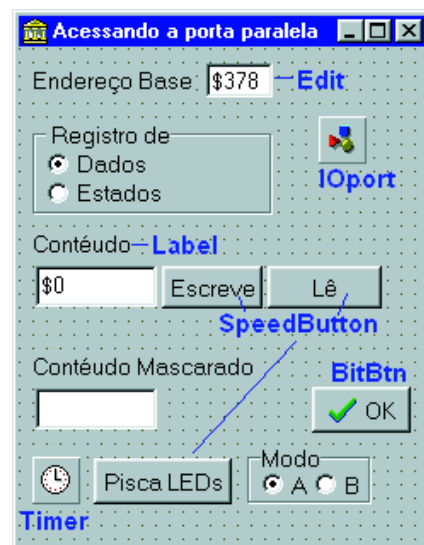 Acessando a porta paralela
Endereço Base $378 Edit
Registro de
Dados
Estados
IOport
Contéudo Label
$0 Escreve Lê
SpeedButton
Contéudo Mascarado
BitBtn
OK
Pisca LEDs
Modo
A B
Timer